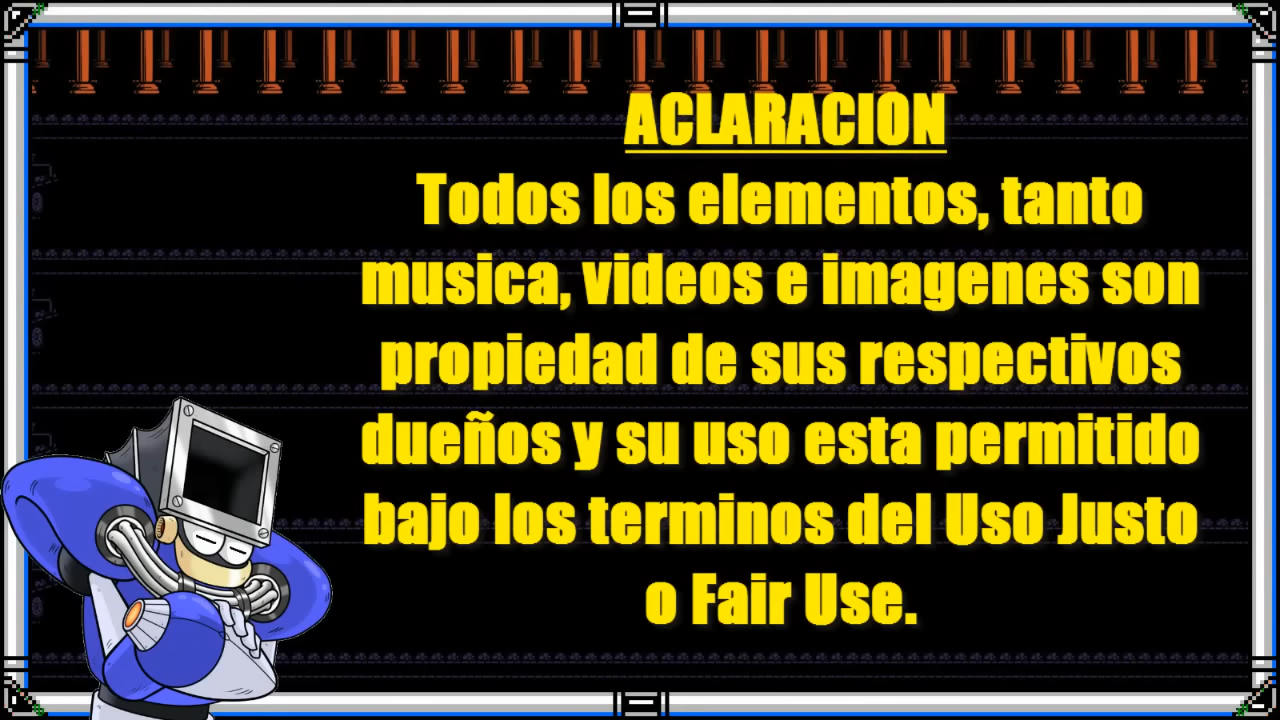 ACLARACION
Todos los elementos, tanto
musica, videos e imagenes son
propiedad de sus respectivos
dueños y su uso esta permitido
bajo los terminos del Uso Justo
o Fair Use.